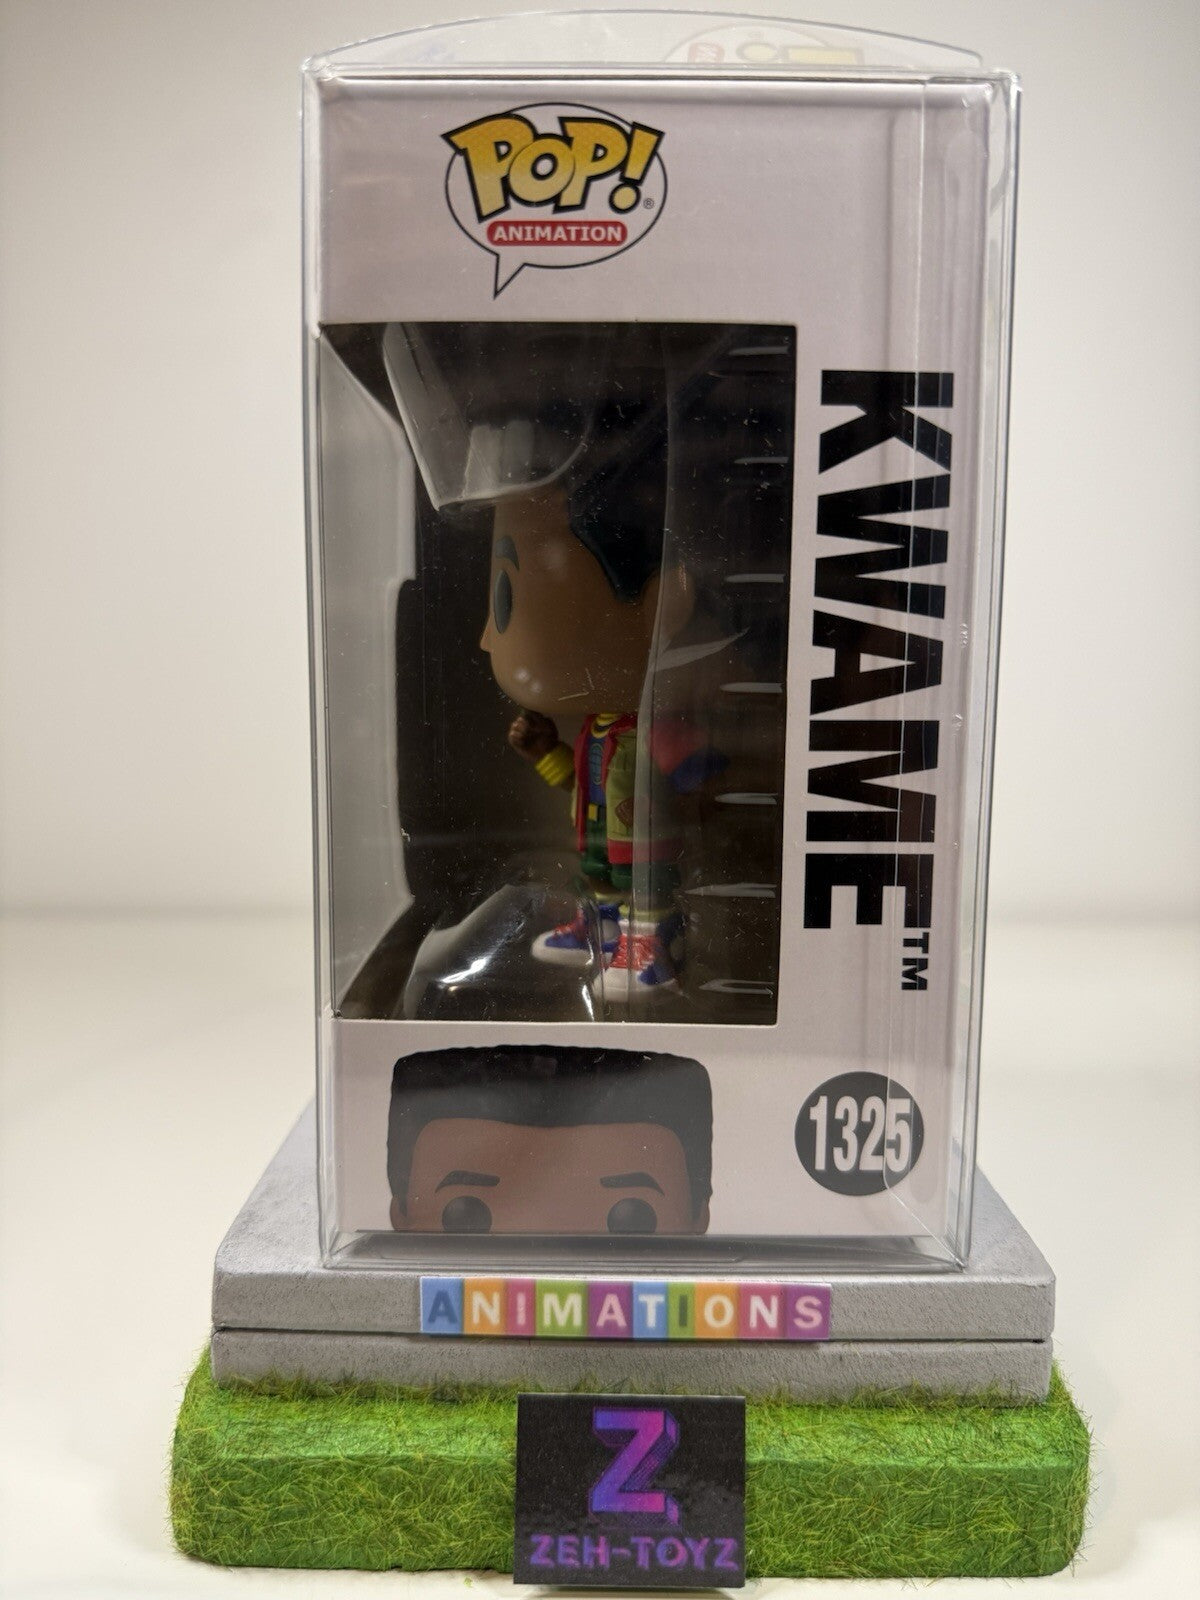 POP!®
ANIMATION
KWAME™
1325
ANIMATIONS
Z
ZEH-TOYZ